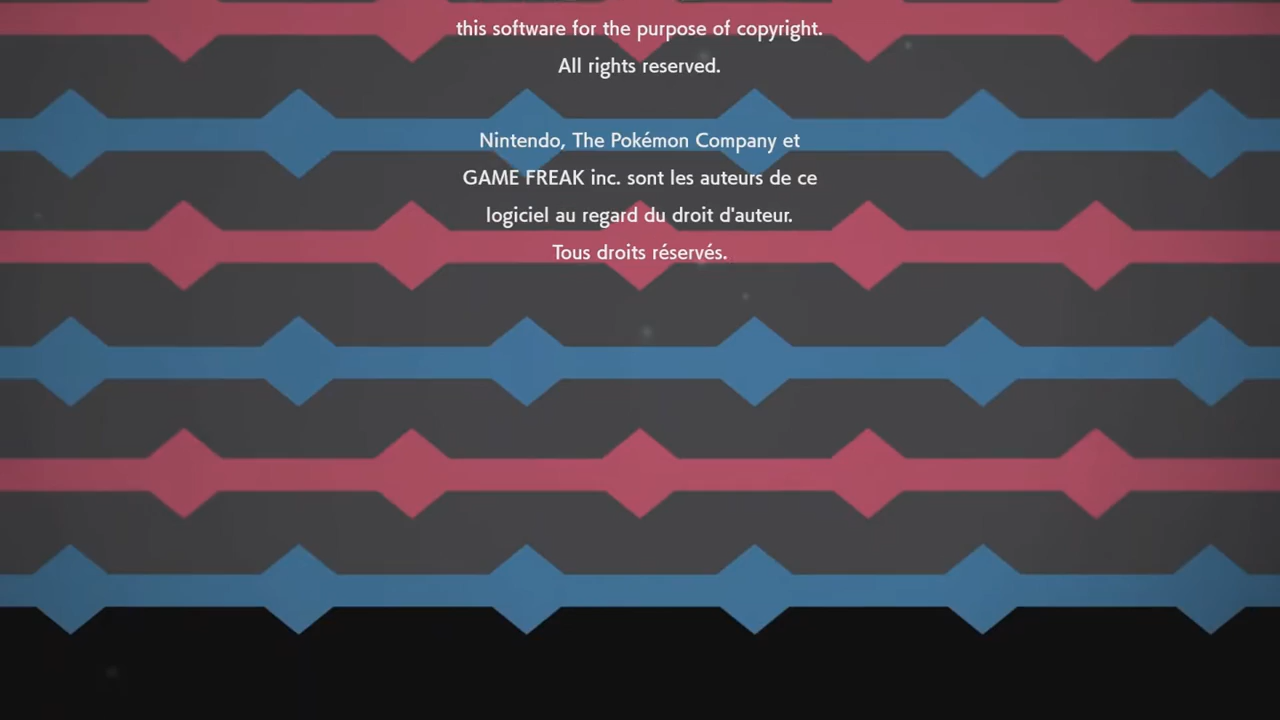 this software for the purpose of copyright.
All rights reserved.
Nintendo, The Pokémon Company et
GAME FREAK inc. sont les auteurs de ce
logiciel au regard du droit d'auteur.
Tous droits réservés.